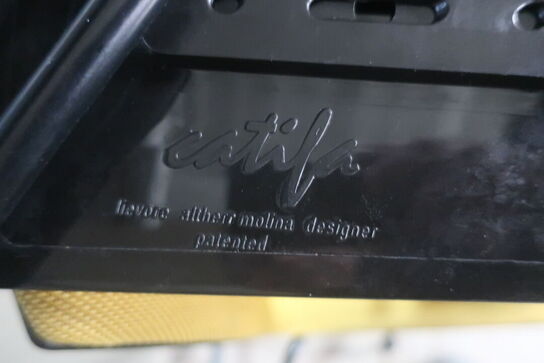 catifa
lievore altherr molina designer
patented